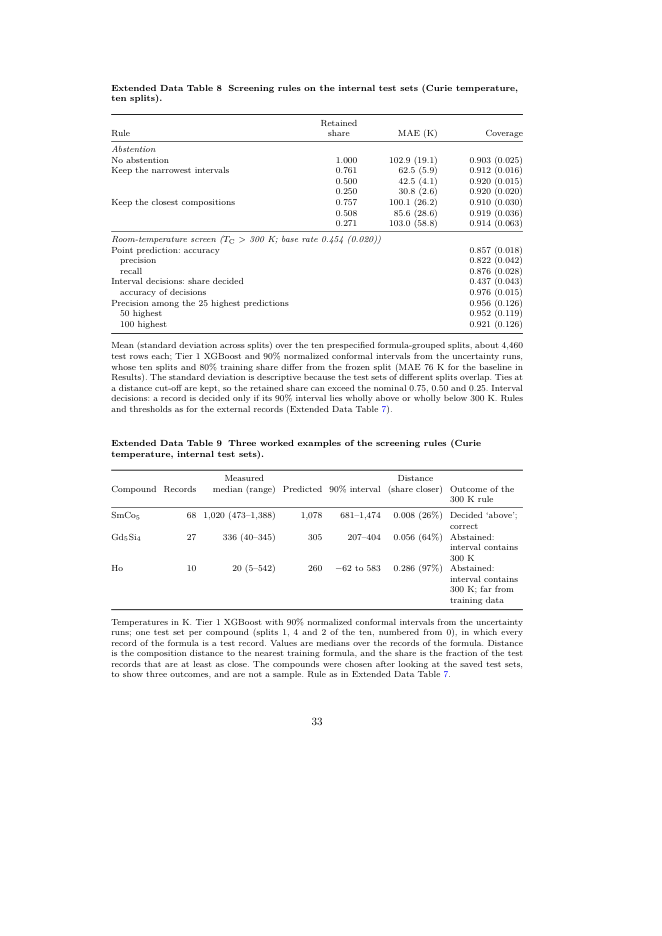 Extended Data Table 8 Screening rules on the internal test sets (Curie temperature,
ten splits).
Retained
Rule share MAE (K) Coverage
Abstention
No abstention 1.000 102.9 (19.1) 0.903 (0.025)
Keep the narrowest intervals 0.761 62.5 (5.9) 0.912 (0.016)
0.500 42.5 (4.1) 0.920 (0.015)
0.250 30.8 (2.6) 0.920 (0.020)
Keep the closest compositions 0.757 100.1 (26.2) 0.910 (0.030)
0.508 85.6 (28.6) 0.919 (0.036)
0.271 103.0 (58.8) 0.914 (0.063)
Room-temperature screen (T_C > 300 K; base rate 0.454 (0.020))
Point prediction: accuracy 0.857 (0.018)
precision 0.822 (0.042)
recall 0.876 (0.028)
Interval decisions: share decided 0.437 (0.043)
accuracy of decisions 0.976 (0.015)
Precision among the 25 highest predictions 0.956 (0.126)
50 highest 0.952 (0.119)
100 highest 0.921 (0.126)
Mean (standard deviation across splits) over the ten prespecified formula-grouped splits, about 4,460
test rows each; Tier 1 XGBoost and 90% normalized conformal intervals from the uncertainty runs,
whose ten splits and 80% training share differ from the frozen split (MAE 76 K for the baseline in
Results). The standard deviation is descriptive because the test sets of different splits overlap. Ties at
a distance cut-off are kept, so the retained share can exceed the nominal 0.75, 0.50 and 0.25. Interval
decisions: a record is decided only if its 90% interval lies wholly above or wholly below 300 K. Rules
and thresholds as for the external records (Extended Data Table 7).
Extended Data Table 9 Three worked examples of the screening rules (Curie
temperature, internal test sets).
Measured Distance
Compound Records median (range) Predicted 90% interval (share closer) Outcome of the
300 K rule
SmCo₅ 68 1,020 (473–1,388) 1,078 681–1,474 0.008 (26%) Decided ‘above’;
correct
Gd₅Si₄ 27 336 (40–345) 305 207–404 0.056 (64%) Abstained:
interval contains
300 K
Ho 10 20 (5–542) 260 −62 to 583 0.286 (97%) Abstained:
interval contains
300 K; far from
training data
Temperatures in K. Tier 1 XGBoost with 90% normalized conformal intervals from the uncertainty
runs; one test set per compound (splits 1, 4 and 2 of the ten, numbered from 0), in which every
record of the formula is a test record. Values are medians over the records of the formula. Distance
is the composition distance to the nearest training formula, and the share is the fraction of the test
records that are at least as close. The compounds were chosen after looking at the saved test sets,
to show three outcomes, and are not a sample. Rule as in Extended Data Table 7.
33